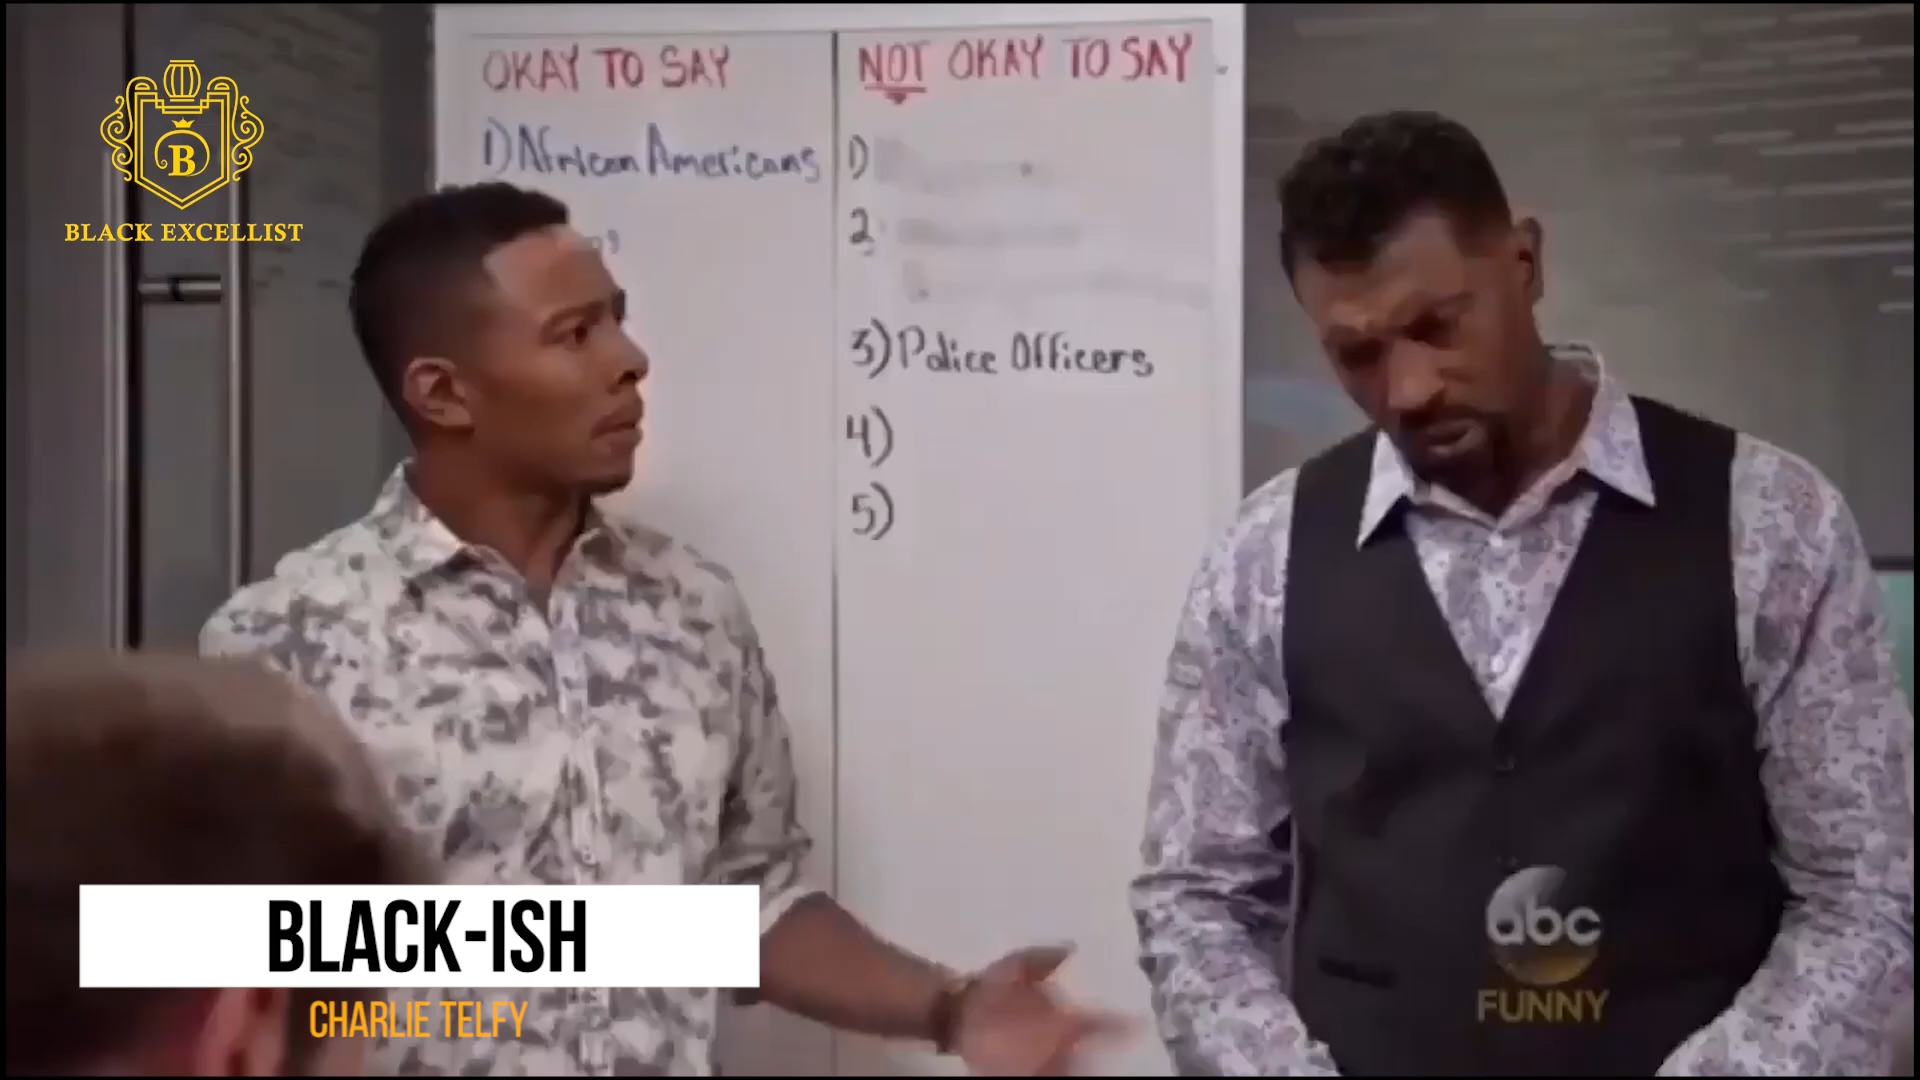 OKAY TO SAY
NOT OKAY TO SAY
1) African Americans
1)
2
3) Police Officers
4)
5)
B
BLACK EXCELLIST
BLACK-ISH
CHARLIE TELFY
abc
FUNNY